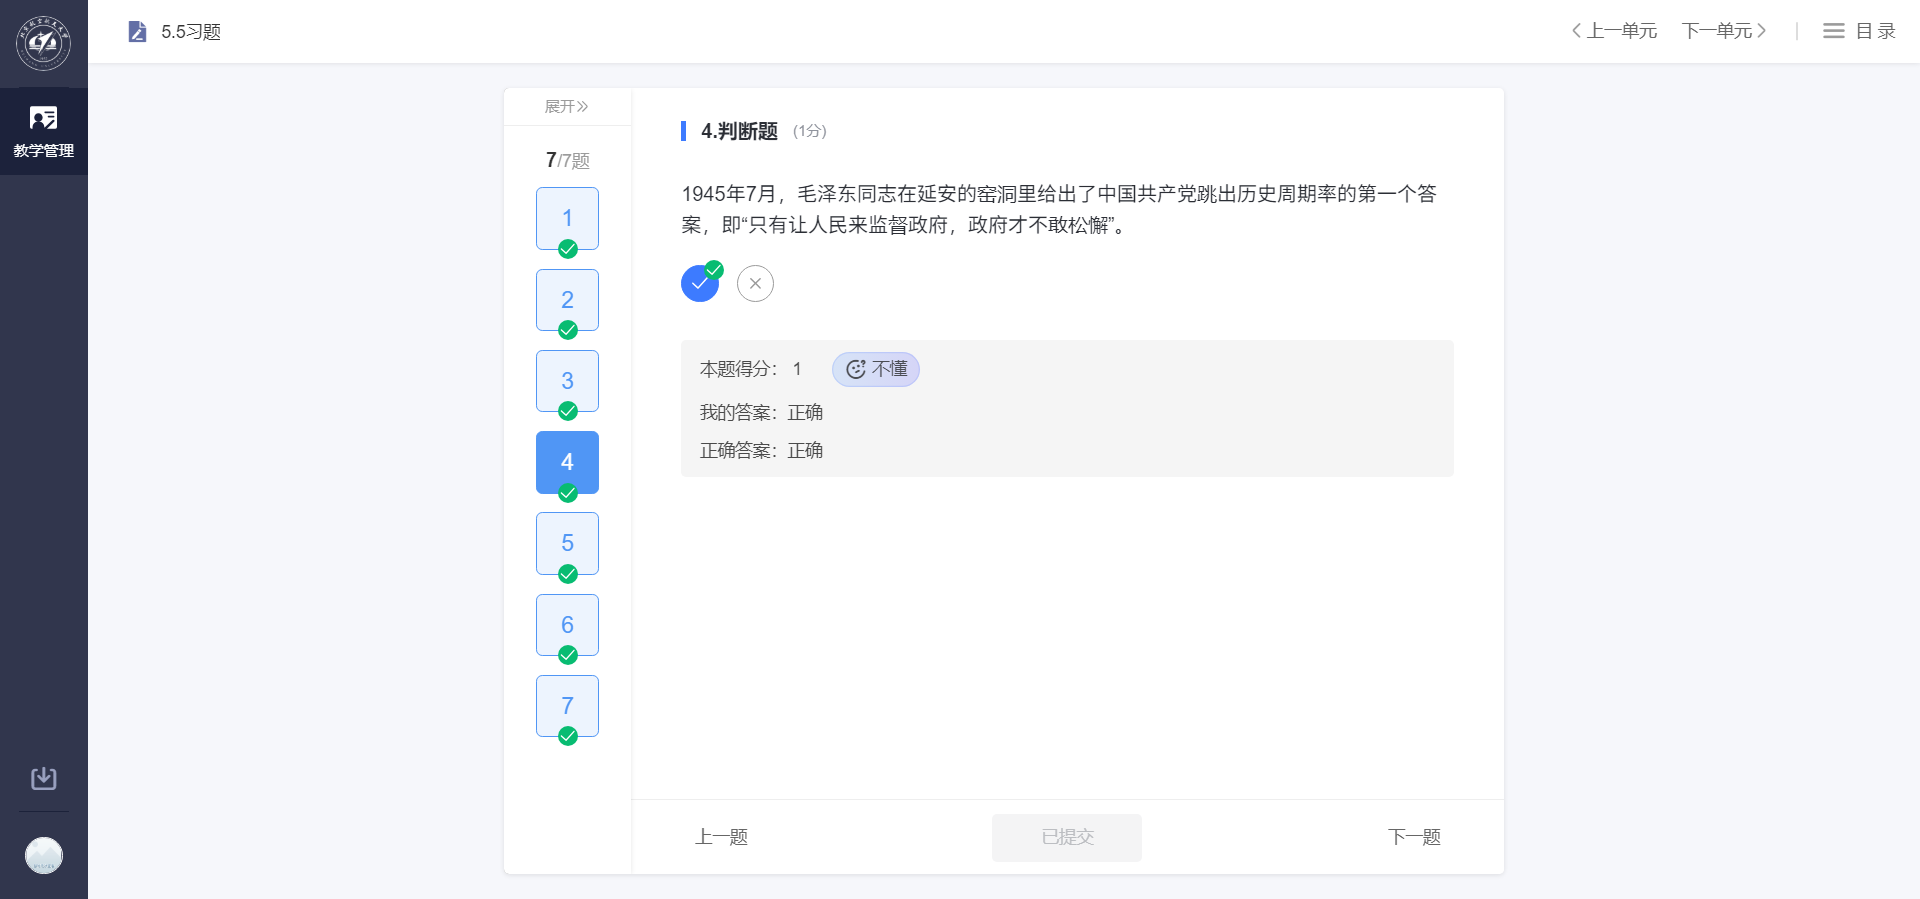 5.5习题
上一单元
下一单元
目录
教学管理
展开
7/7题
1
2
3
4
5
6
7
4.判断题 (1分)
1945年7月，毛泽东同志在延安的窑洞里给出了中国共产党跳出历史周期率的第一个答
案，即“只有让人民来监督政府，政府才不敢松懈”。
本题得分： 1 不懂
我的答案：正确
正确答案：正确
上一题
已提交
下一题